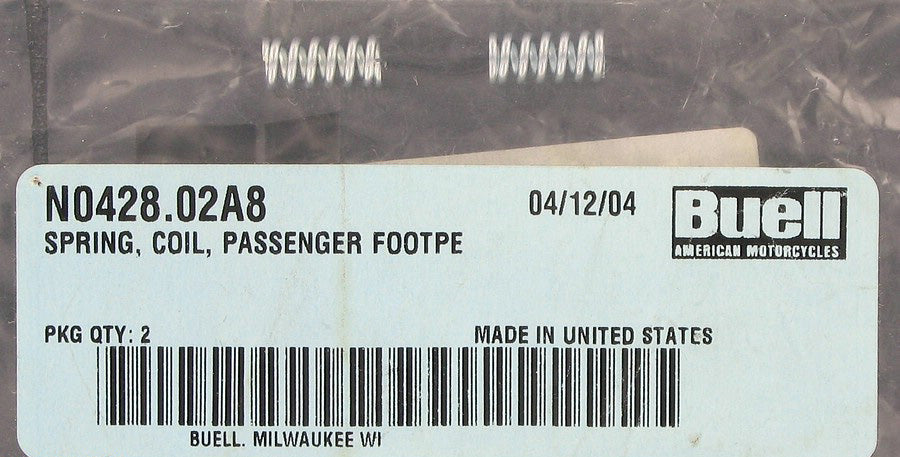 N0428.02A8 04/12/04 Buell
SPRING, COIL, PASSENGER FOOTPE AMERICAN MOTORCYCLES
PKG QTY: 2 MADE IN UNITED STATES
BUELL. MILWAUKEE WI